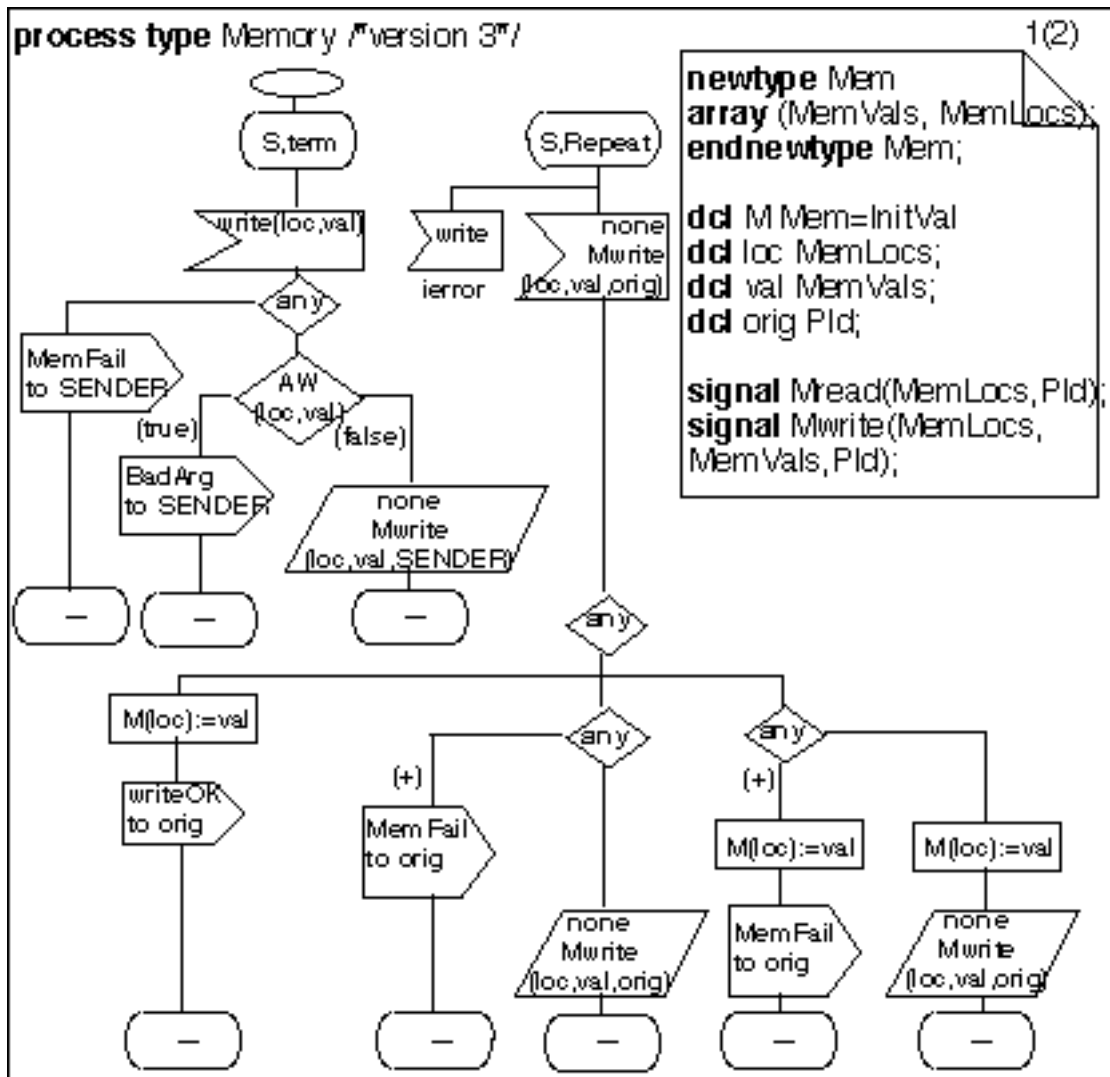 process type Memory /*version 3*/
1(2)
newtype Mem
array (MemVals, MemLocs);
endnewtype Mem;
dcl M Mem=InitVal
dcl loc MemLocs;
dcl val MemVals;
dcl orig PId;
signal Mread(MemLocs,PId);
signal Mwrite(MemLocs,
MemVals,PId);
S,term
write(loc,val)
any
MemFail
to SENDER
AW
(loc,val)
(true)
(false)
BadArg
to SENDER
none
Mwrite
(loc,val,SENDER)
–
–
–
S,Repeat
write
ierror
none
Mwrite
(loc,val,orig)
any
M(loc):=val
writeOK
to orig
–
any
(+)
MemFail
to orig
–
none
Mwrite
(loc,val,orig)
–
any
(+)
M(loc):=val
MemFail
to orig
–
M(loc):=val
none
Mwrite
(loc,val,orig)
–